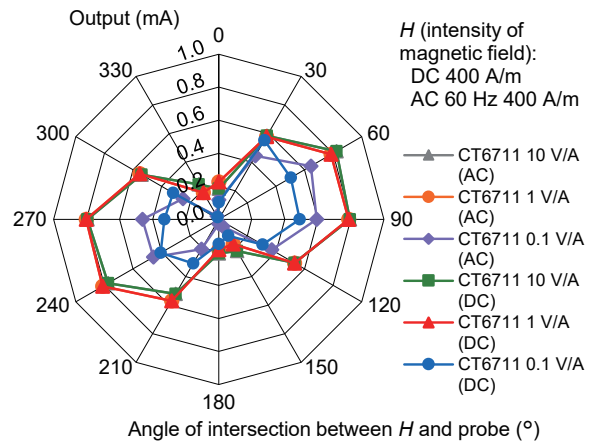 Output (mA)
0
30
60
90
120
150
180
210
240
270
300
330
1.0
0.8
0.6
0.4
0.2
0.0
H (intensity of
magnetic field):
DC 400 A/m
AC 60 Hz 400 A/m
CT6711 10 V/A
(AC)
CT6711 1 V/A
(AC)
CT6711 0.1 V/A
(AC)
CT6711 10 V/A
(DC)
CT6711 1 V/A
(DC)
CT6711 0.1 V/A
(DC)
Angle of intersection between H and probe (°)